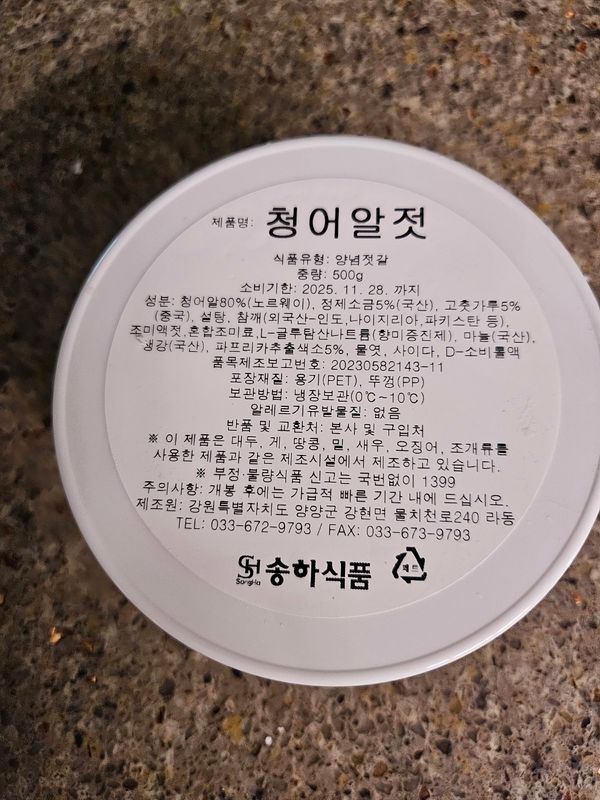 제품명: 청어알젓
식품유형: 양념젓갈
중량: 500g
소비기한: 2025. 11. 28. 까지
성분: 청어알80%(노르웨이), 정제소금5%(국산), 고춧가루5%
(중국), 설탕, 참깨(외국산-인도,나이지리아,파키스탄 등),
조미액젓,혼합조미료,L-글루탐산나트륨(향미증진제), 마늘(국산),
생강(국산), 파프리카추출색소5%, 물엿, 사이다, D-소비톨액
품목제조보고번호: 20230582143-11
포장재질: 용기(PET), 뚜껑(PP)
보관방법: 냉장보관(0℃~10℃)
알레르기유발물질: 없음
반품 및 교환처: 본사 및 구입처
※ 이 제품은 대두, 게, 땅콩, 밀, 새우, 오징어, 조개류를
사용한 제품과 같은 제조시설에서 제조하고 있습니다.
※ 부정·불량식품 신고는 국번없이 1399
주의사항: 개봉 후에는 가급적 빠른 기간 내에 드십시오.
제조원: 강원특별자치도 양양군 강현면 물치천로240 라동
TEL: 033-672-9793 / FAX: 033-673-9793
SH SongHa 송하식품 페트